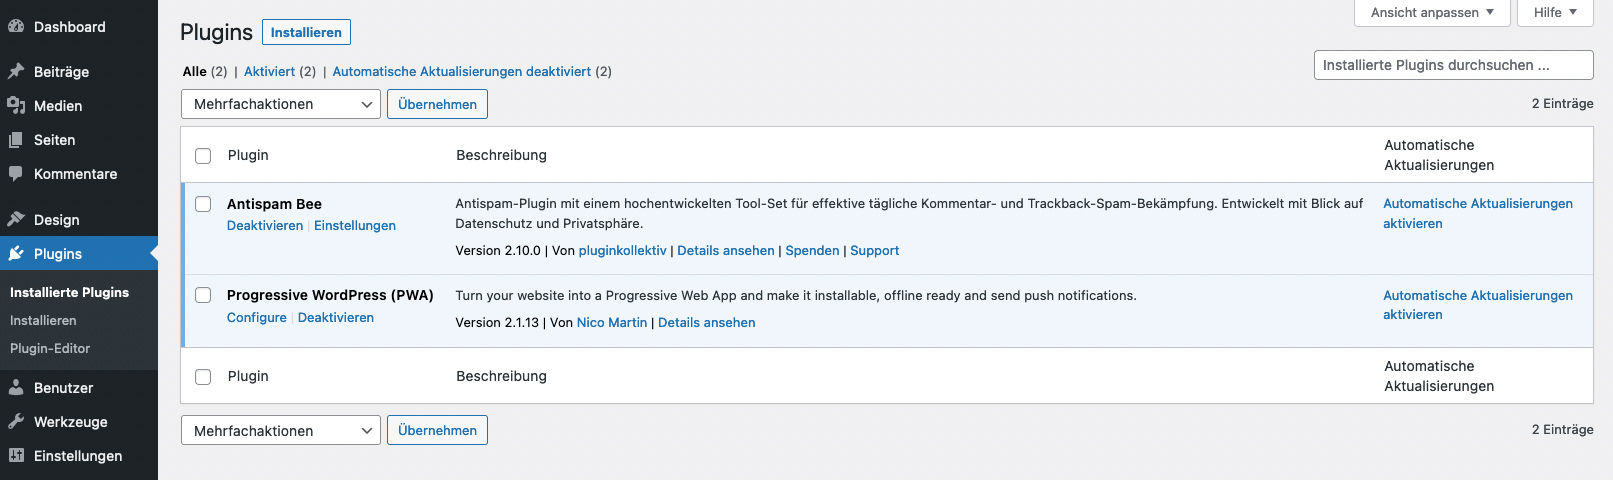 Dashboard
Beiträge
Medien
Seiten
Kommentare
Design
Plugins
Installierte Plugins
Installieren
Plugin-Editor
Benutzer
Werkzeuge
Einstellungen
Ansicht anpassen
Hilfe
Plugins Installieren
Alle (2) | Aktiviert (2) | Automatische Aktualisierungen deaktiviert (2)
Installierte Plugins durchsuchen ...
Mehrfachaktionen Übernehmen
2 Einträge
Plugin Beschreibung Automatische
Aktualisierungen
Antispam Bee
Deaktivieren | Einstellungen
Antispam-Plugin mit einem hochentwickelten Tool-Set für effektive tägliche Kommentar- und Trackback-Spam-Bekämpfung. Entwickelt mit Blick auf
Datenschutz und Privatsphäre.
Version 2.10.0 | Von pluginkollektiv | Details ansehen | Spenden | Support
Automatische Aktualisierungen
aktivieren
Progressive WordPress (PWA)
Configure | Deaktivieren
Turn your website into a Progressive Web App and make it installable, offline ready and send push notifications.
Version 2.1.13 | Von Nico Martin | Details ansehen
Automatische Aktualisierungen
aktivieren
Plugin Beschreibung Automatische
Aktualisierungen
Mehrfachaktionen Übernehmen
2 Einträge